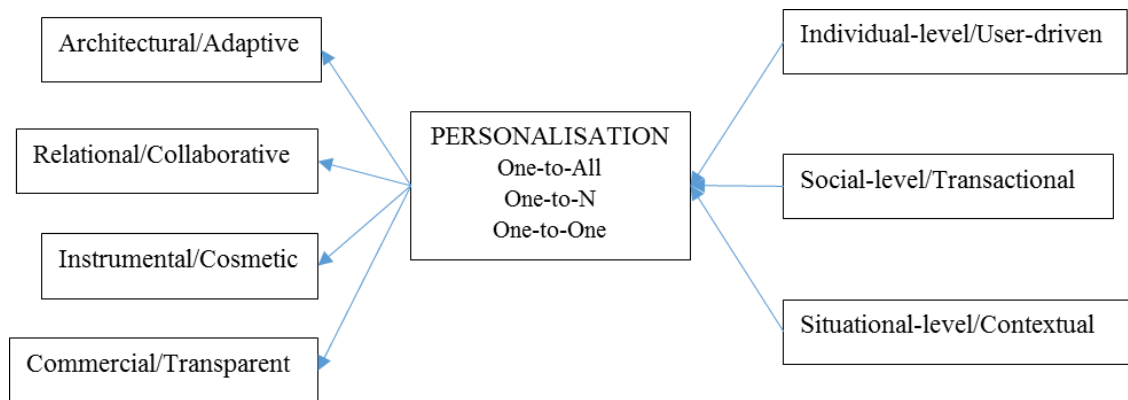 Architectural/Adaptive
Relational/Collaborative
Instrumental/Cosmetic
Commercial/Transparent
PERSONALISATION
One-to-All
One-to-N
One-to-One
Individual-level/User-driven
Social-level/Transactional
Situational-level/Contextual